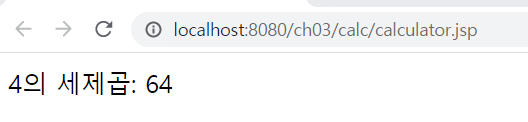 localhost:8080/ch03/calc/calculator.jsp
4의 세제곱: 64